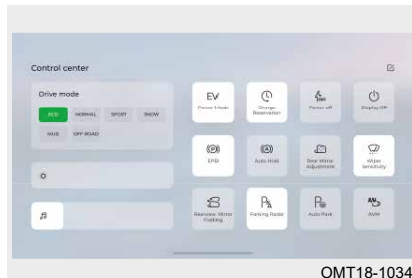 Control center
Drive mode
ECO NORMAL SPORT SNOW
MUD OFF-ROAD
EV
Power Mode
Charge
Reservation
Power off
Display Off
EPB
Auto Hold
Rear Mirror
Adjustment
Wiper
Sensitivity
Rearview Mirror
Folding
Parking Radar
Auto Park
AVM
OMT18-1034